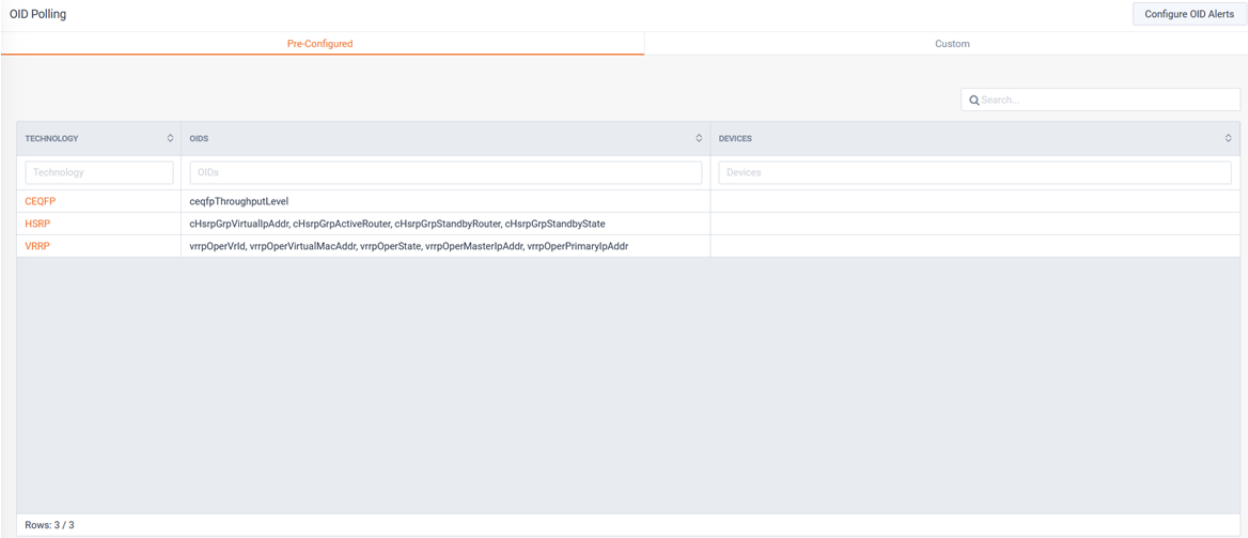 OID Polling
Configure OID Alerts
Pre-Configured
Custom
Search...
TECHNOLOGY
OIDS
DEVICES
Technology
OIDs
Devices
CEQFP
ceqfpThroughputLevel
HSRP
cHsrpGrpVirtualIpAddr, cHsrpGrpActiveRouter, cHsrpGrpStandbyRouter, cHsrpGrpStandbyState
VRRP
vrrpOperVrId, vrrpOperVirtualMacAddr, vrrpOperState, vrrpOperMasterIpAddr, vrrpOperPrimaryIpAddr
Rows: 3 / 3